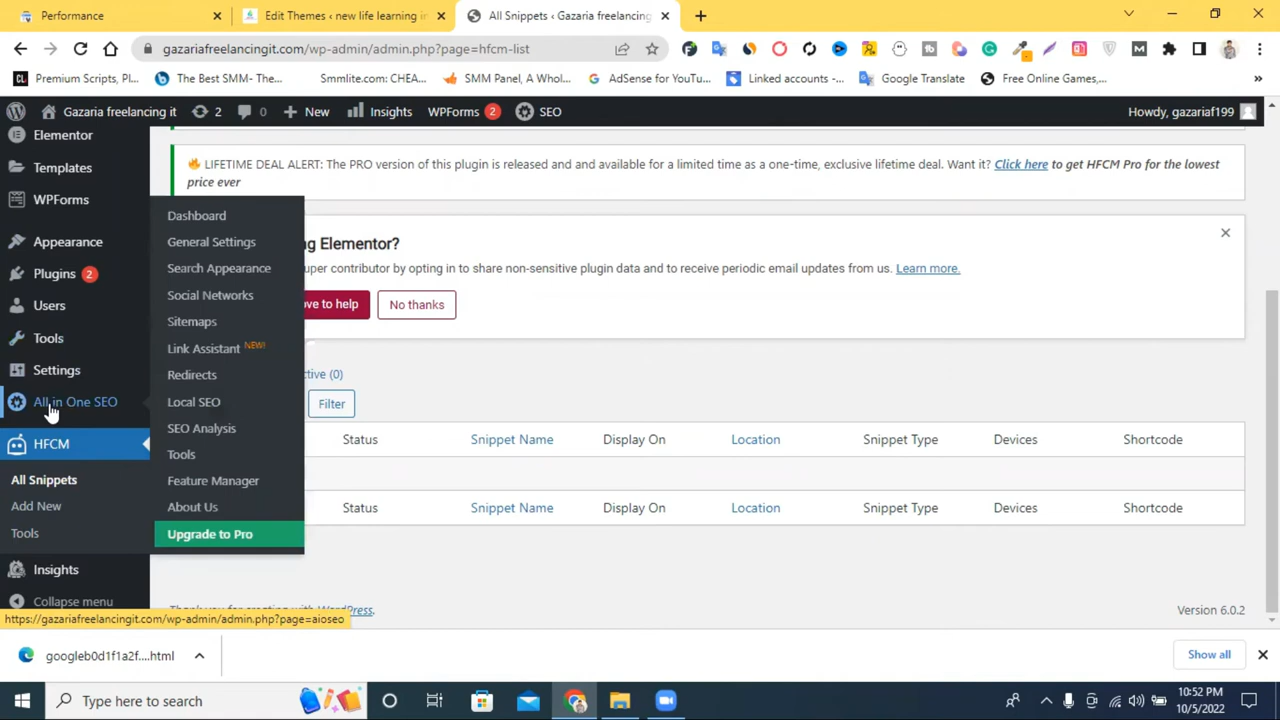 Performance
Edit Themes ‹ new life learning in
All Snippets ‹ Gazaria freelancing
gazariafreelancingit.com/wp-admin/admin.php?page=hfcm-list
Premium Scripts, Pl...
The Best SMM- The...
Smmlite.com: CHEA...
SMM Panel, A Whol...
AdSense for YouTu...
Linked accounts -...
Google Translate
Free Online Games,...
»
Gazaria freelancing it
2
0
New
Insights
WPForms 2
SEO
Howdy, gazariaf199
Elementor
Templates
WPForms
Appearance
Plugins 2
Users
Tools
Settings
All in One SEO
HFCM
All Snippets
Add New
Tools
Insights
Collapse menu
Dashboard
General Settings
Search Appearance
Social Networks
Sitemaps
Link Assistant NEW!
Redirects
Local SEO
SEO Analysis
Tools
Feature Manager
About Us
Upgrade to Pro
LIFETIME DEAL ALERT: The PRO version of this plugin is released and and available for a limited time as a one-time, exclusive lifetime deal. Want it? Click here to get HFCM Pro for the lowest
price ever
ng Elementor?
uper contributor by opting in to share non-sensitive plugin data and to receive periodic email updates from us. Learn more.
ove to help
No thanks
ctive (0)
Filter
Status Snippet Name Display On Location Snippet Type Devices Shortcode
Status Snippet Name Display On Location Snippet Type Devices Shortcode
Thank you for creating with WordPress.
Version 6.0.2
https://gazariafreelancingit.com/wp-admin/admin.php?page=aioseo
googleb0d1f1a2f....html
Show all
Type here to search
10:52 PM
10/5/2022